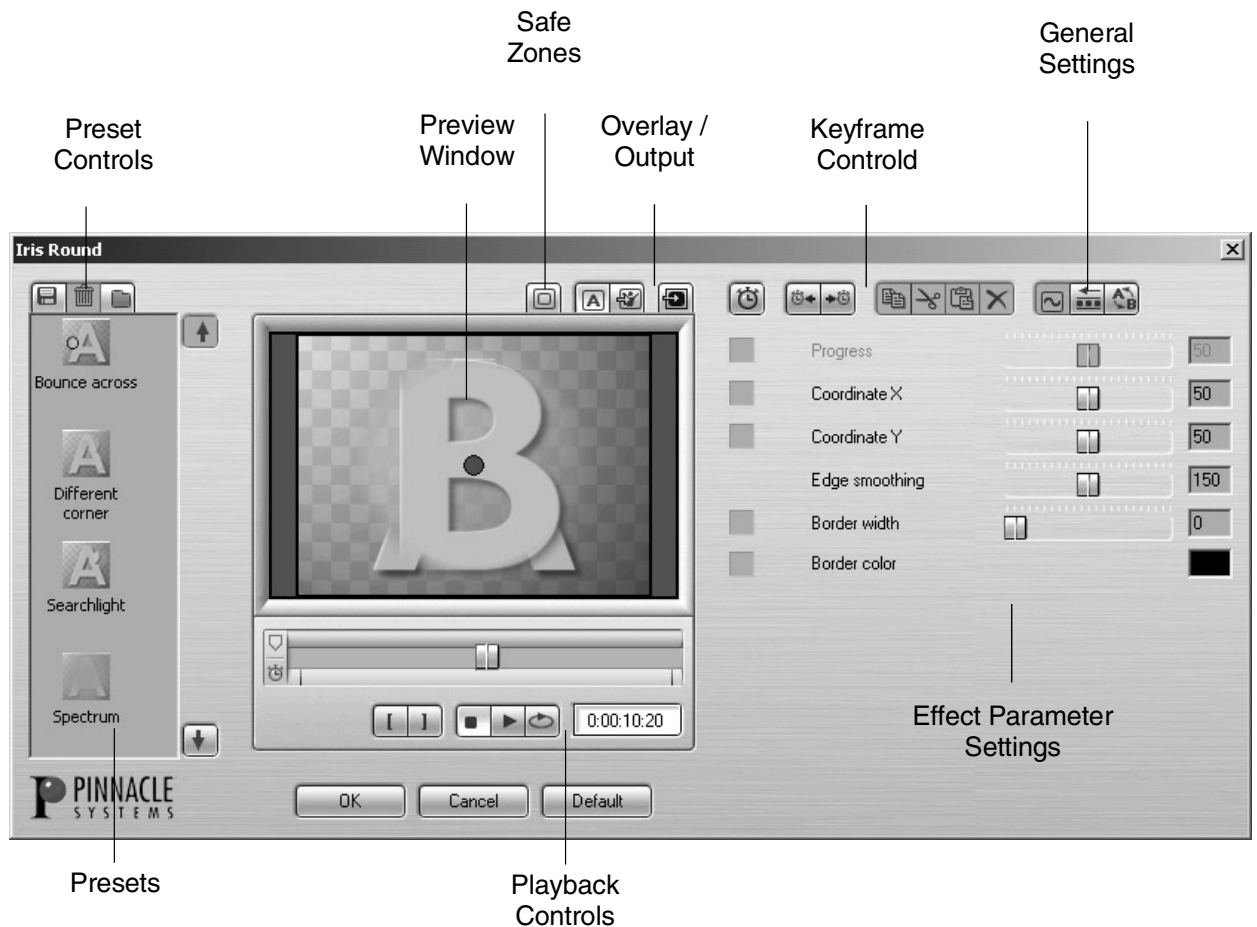 Safe
Zones
General
Settings
Preset
Controls
Preview
Window
Overlay /
Output
Keyframe
Controld
Iris Round
A
A
B
Bounce across
Different
corner
Searchlight
Spectrum
B
Progress 50
Coordinate X 50
Coordinate Y 50
Edge smoothing 150
Border width 0
Border color
[ ] 0:00:10:20
Effect Parameter
Settings
PINNACLE
SYSTEMS
OK Cancel Default
Presets
Playback
Controls